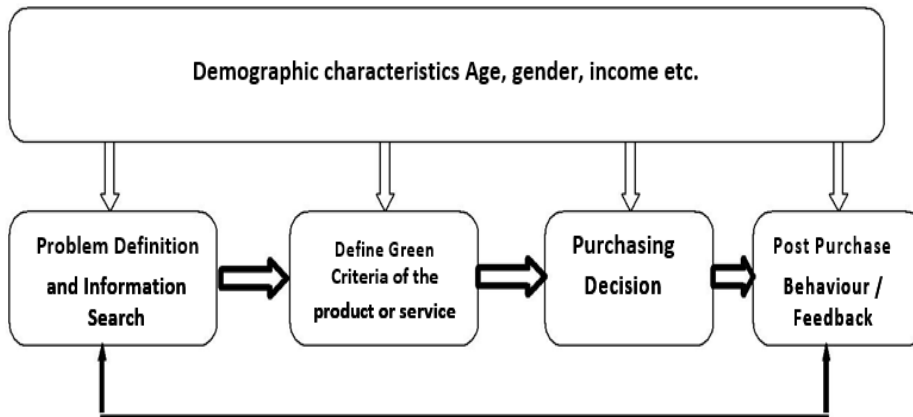 Demographic characteristics Age, gender, income etc.
Problem Definition
and Information
Search
Define Green
Criteria of the
product or service
Purchasing
Decision
Post Purchase
Behaviour /
Feedback